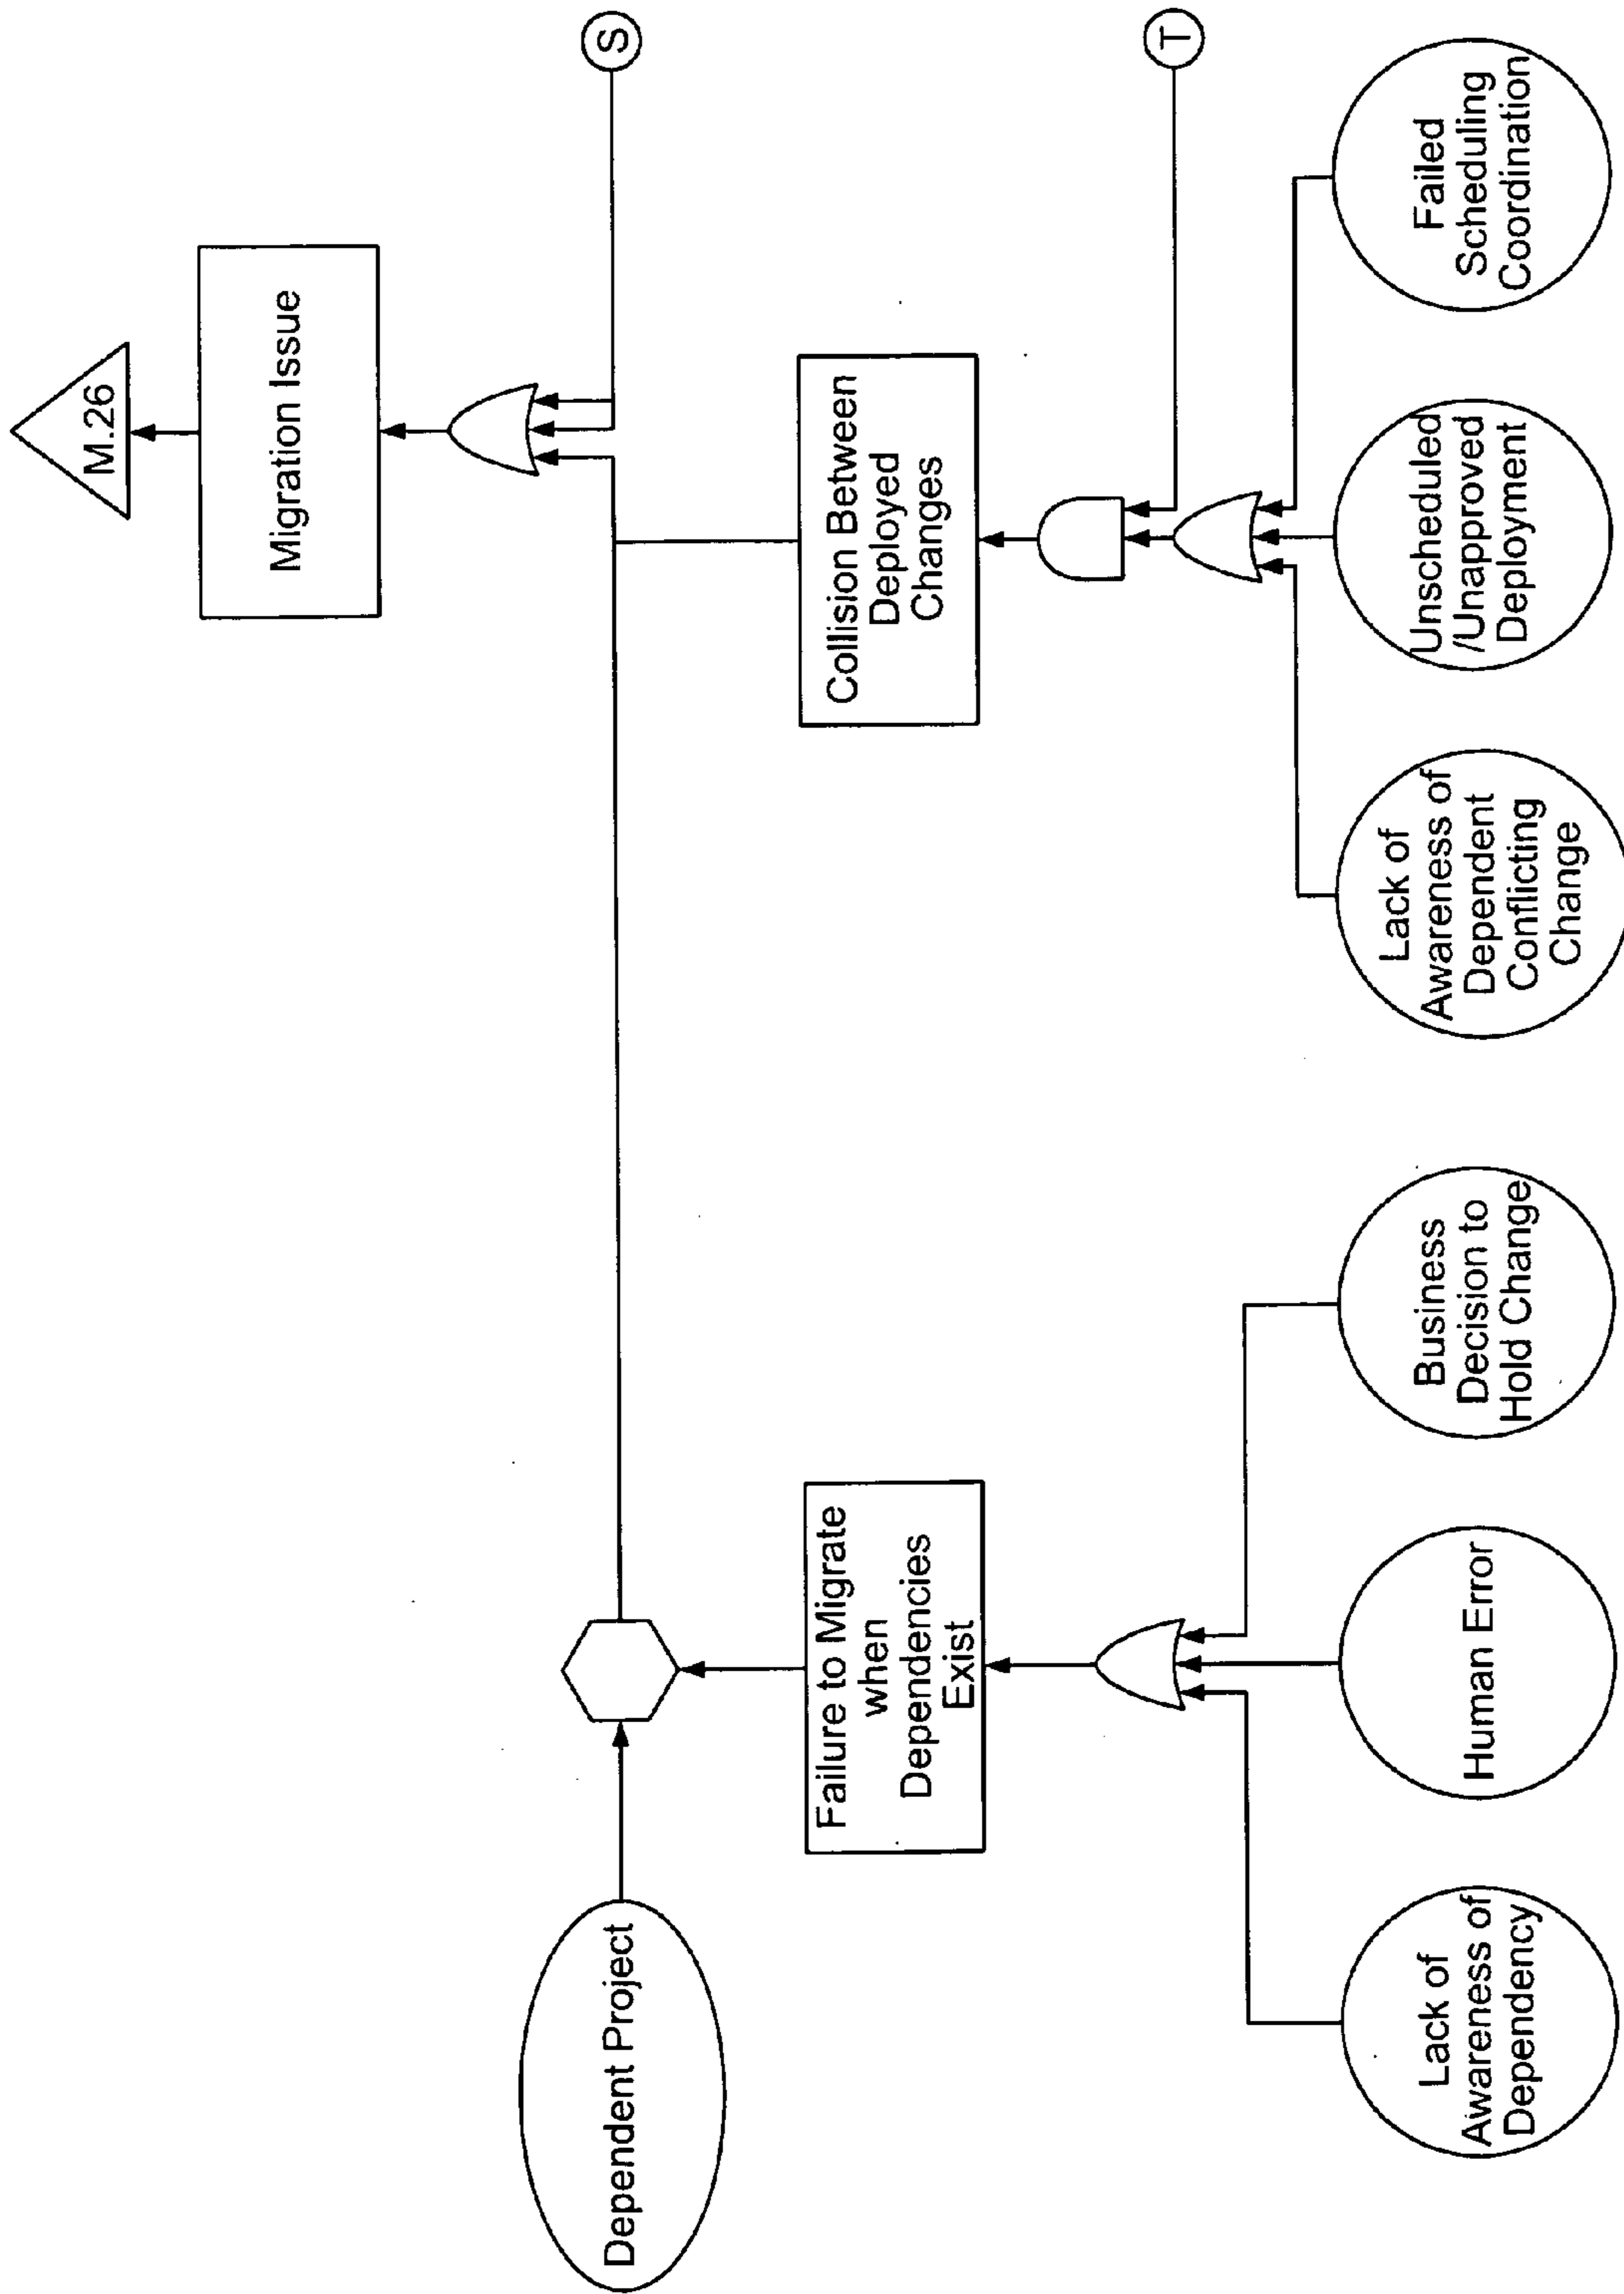 M.26
Migration Issue
S
Dependent Project
Failure to Migrate
when
Dependencies
Exist
Collision Between
Deployed
Changes
T
Lack of
Awareness of
Dependency
Human Error
Business
Decision to
Hold Change
Lack of
Awareness of
Dependent
Conflicting
Change
Unscheduled
/Unapproved
Deployment
Failed
Scheduling
Coordination